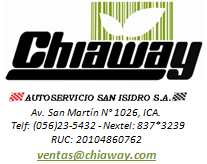 Chiaway
AUTOSERVICIO SAN ISIDRO S.A.
Av. San Martín N° 1026, ICA.
Telf: (056)23-5432 - Nextel: 837*3239
RUC: 20104860762
ventas@chiaway.com